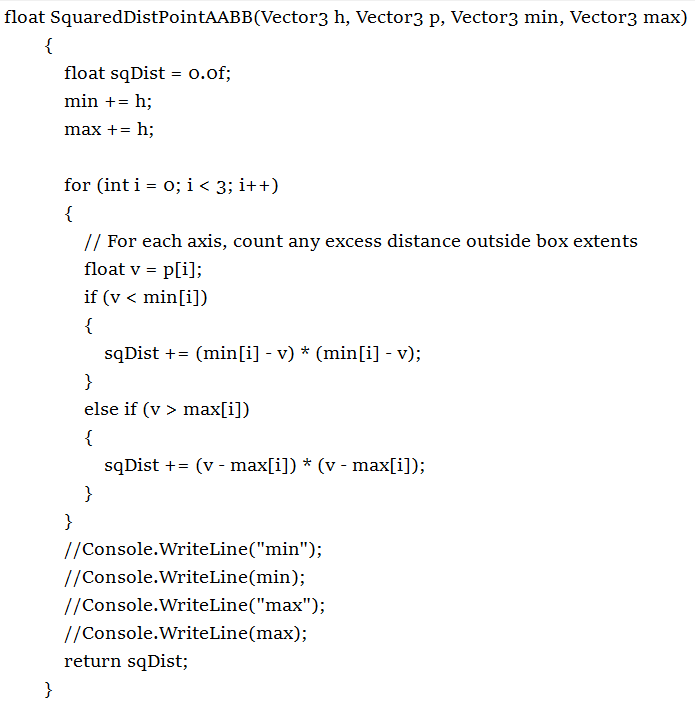 float SquaredDistPointAABB(Vector3 h, Vector3 p, Vector3 min, Vector3 max)
{
float sqDist = 0.0f;
min += h;
max += h;
for (int i = 0; i < 3; i++)
{
// For each axis, count any excess distance outside box extents
float v = p[i];
if (v < min[i])
{
sqDist += (min[i] - v) * (min[i] - v);
}
else if (v > max[i])
{
sqDist += (v - max[i]) * (v - max[i]);
}
}
//Console.WriteLine("min");
//Console.WriteLine(min);
//Console.WriteLine("max");
//Console.WriteLine(max);
return sqDist;
}